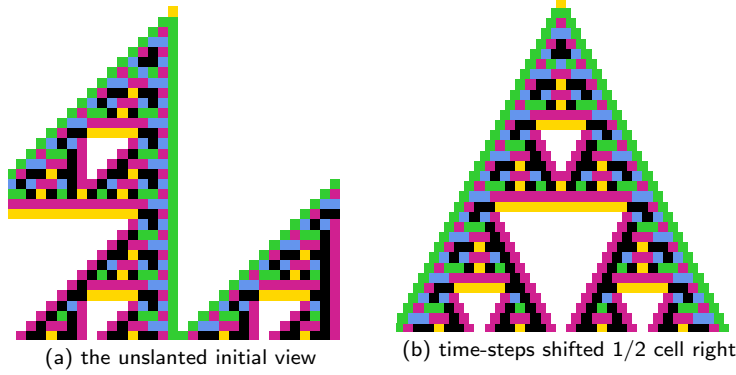 (a) the unslanted initial view
(b) time-steps shifted 1/2 cell right